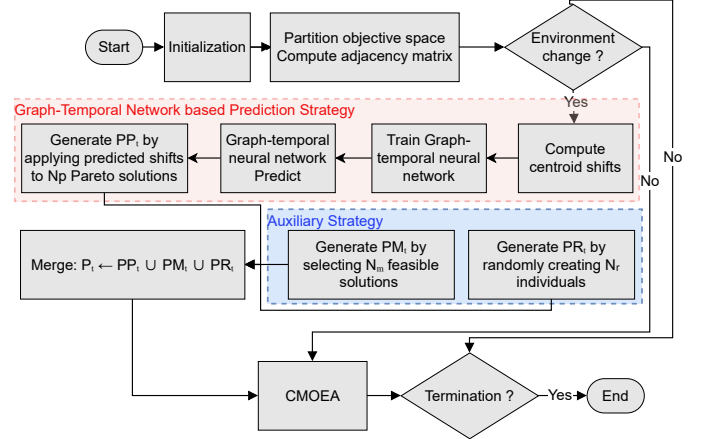 Start
Initialization
Partition objective space
Compute adjacency matrix
Environment
change ?
Yes
No
No
Graph-Temporal Network based Prediction Strategy
Generate PPₜ by
applying predicted shifts
to Np Pareto solutions
Graph-temporal
neural network
Predict
Train Graph-
temporal neural
network
Compute
centroid shifts
Auxiliary Strategy
Merge: Pₜ ← PPₜ ∪ PMₜ ∪ PRₜ
Generate PMₜ by
selecting Nₘ feasible
solutions
Generate PRₜ by
randomly creating Nᵣ
individuals
CMOEA
Termination ?
Yes
End